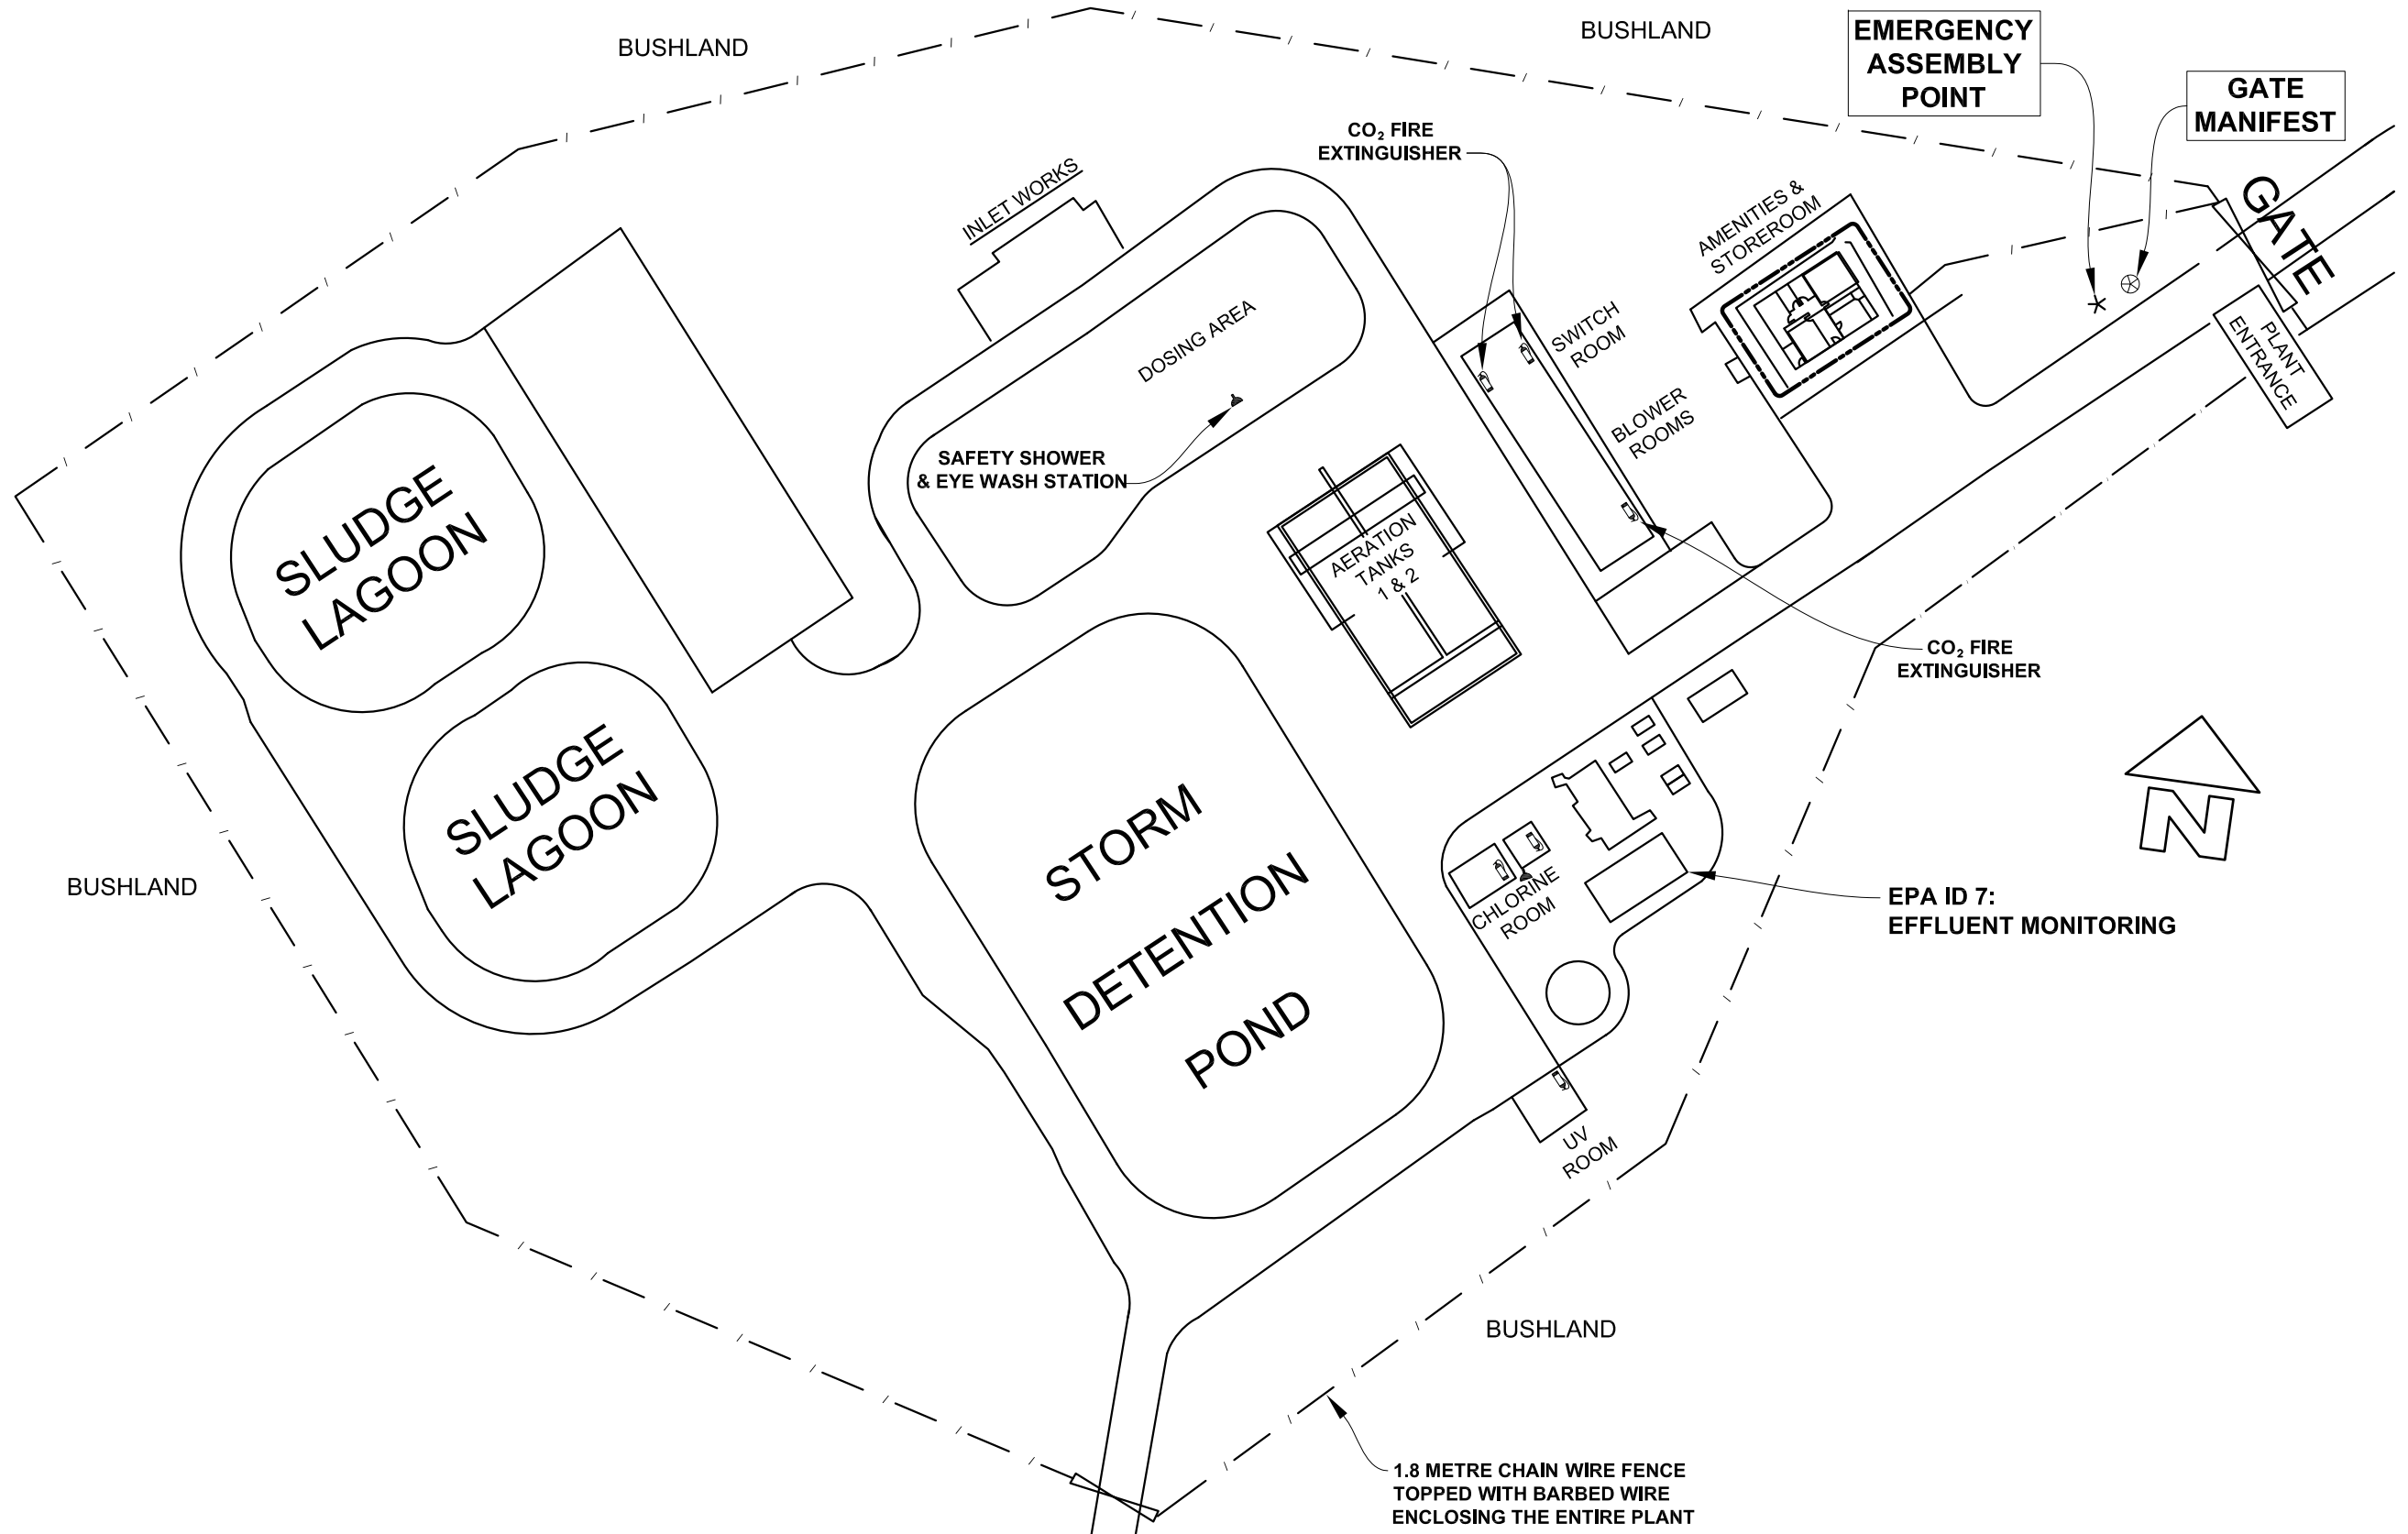 BUSHLAND
BUSHLAND
EMERGENCY
ASSEMBLY
POINT
GATE
MANIFEST
CO₂ FIRE
EXTINGUISHER
INLET WORKS
AMENITIES &
STOREROOM
GATE
PLANT
ENTRANCE
DOSING AREA
SWITCH
ROOM
BLOWER
ROOMS
SAFETY SHOWER
& EYE WASH STATION
AERATION
TANKS
1 & 2
SLUDGE
LAGOON
SLUDGE
LAGOON
CO₂ FIRE
EXTINGUISHER
N
STORM
DETENTION
POND
CHLORINE
ROOM
EPA ID 7:
EFFLUENT MONITORING
BUSHLAND
UV
ROOM
BUSHLAND
1.8 METRE CHAIN WIRE FENCE
TOPPED WITH BARBED WIRE
ENCLOSING THE ENTIRE PLANT